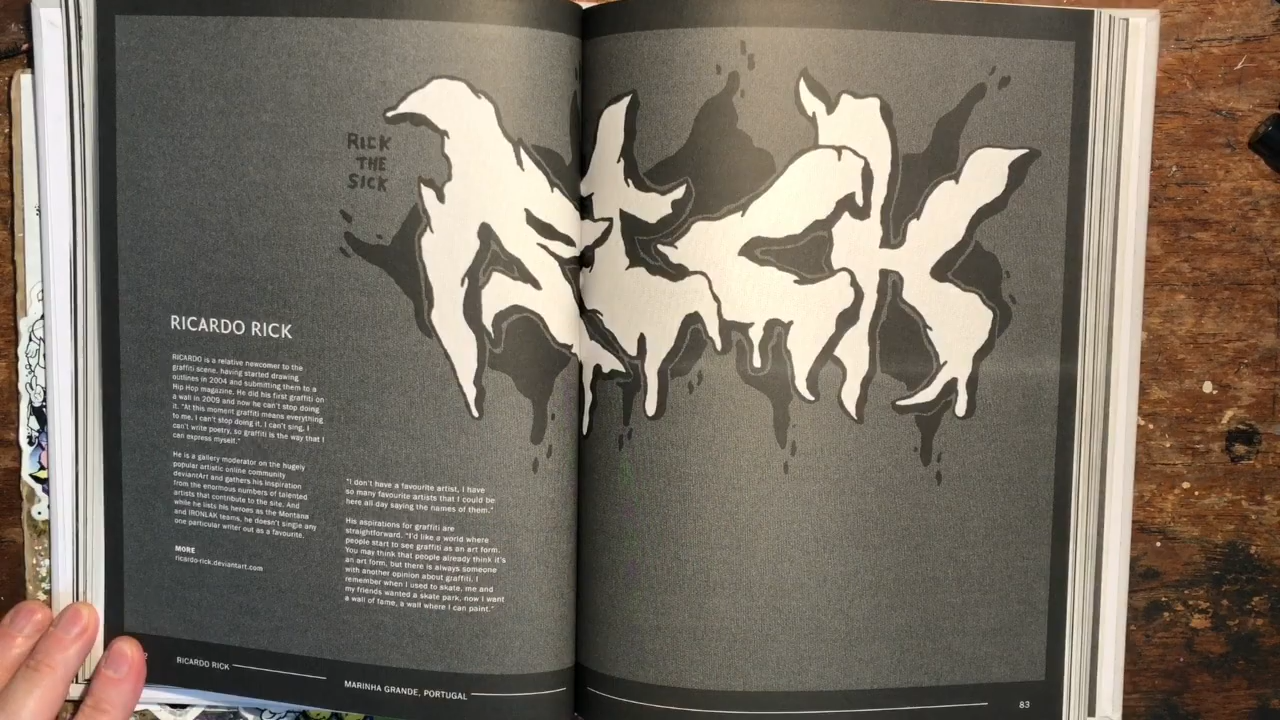 RICK
THE
SICK
RICK
RICARDO RICK
RICARDO is a relative newcomer to the
graffiti scene, having started drawing
outlines in 2004 and submitting them to a
Hip Hop magazine. He did his first graffiti on
a wall in 2009 and now he can't stop doing
it. "At this moment graffiti means everything
to me, I can't stop doing it. I can't sing, I
can't write poetry, so graffiti is the way that I
can express myself."
He is a gallery moderator on the hugely
popular artistic online community
deviantArt and gathers his inspiration
from the enormous numbers of talented
artists that contribute to the site. And
while he lists his heroes as the Montana
and IRONLAK teams, he doesn't single any
one particular writer out as a favourite.
MORE
ricardo-rick.deviantart.com
"I don't have a favourite artist, I have
so many favourite artists that I could be
here all day saying the names of them."
His aspirations for graffiti are
straightforward. "I'd like a world where
people start to see graffiti as an art form.
You may think that people already think it's
an art form, but there is always someone
with another opinion about graffiti. I
remember when I used to skate, me and
my friends wanted a skate park, now I want
a wall of fame, a wall where I can paint."
RICARDO RICK
MARINHA GRANDE, PORTUGAL
83